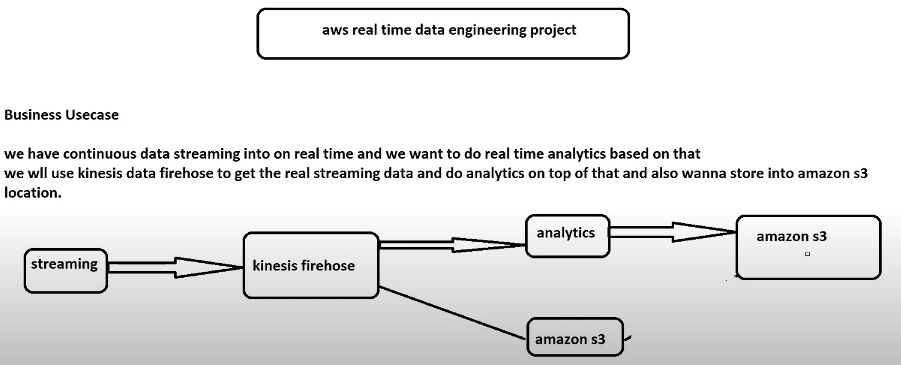 aws real time data engineering project
Business Usecase
we have continuous data streaming into on real time and we want to do real time analytics based on that
we wll use kinesis data firehose to get the real streaming data and do analytics on top of that and also wanna store into amazon s3
location.
streaming
kinesis firehose
analytics
amazon s3
amazon s3